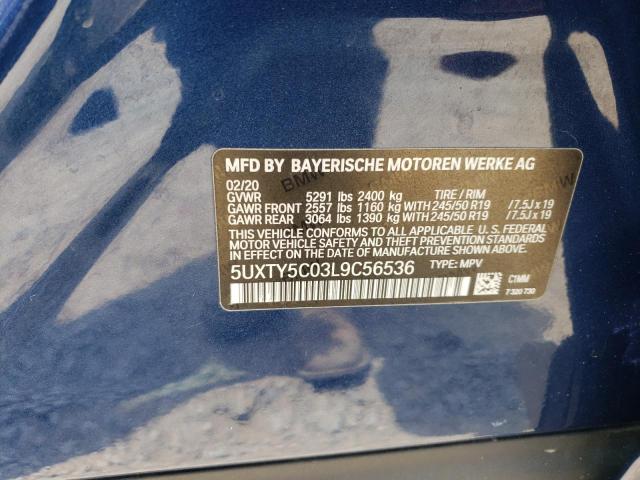 MFD BY BAYERISCHE MOTOREN WERKE AG
02/20
GVWR 5291 lbs 2400 kg TIRE / RIM
GAWR FRONT 2557 lbs 1160 kg WITH 245/50 R19 /7.5J x 19
GAWR REAR 3064 lbs 1390 kg WITH 245/50 R19 /7.5J x 19
THIS VEHICLE CONFORMS TO ALL APPLICABLE U. S. FEDERAL
MOTOR VEHICLE SAFETY AND THEFT PREVENTION STANDARDS
IN EFFECT ON THE DATE OF MANUFACTURE SHOWN ABOVE.
5UXTY5C03L9C56536 TYPE: MPV
C1MM
7 320 730